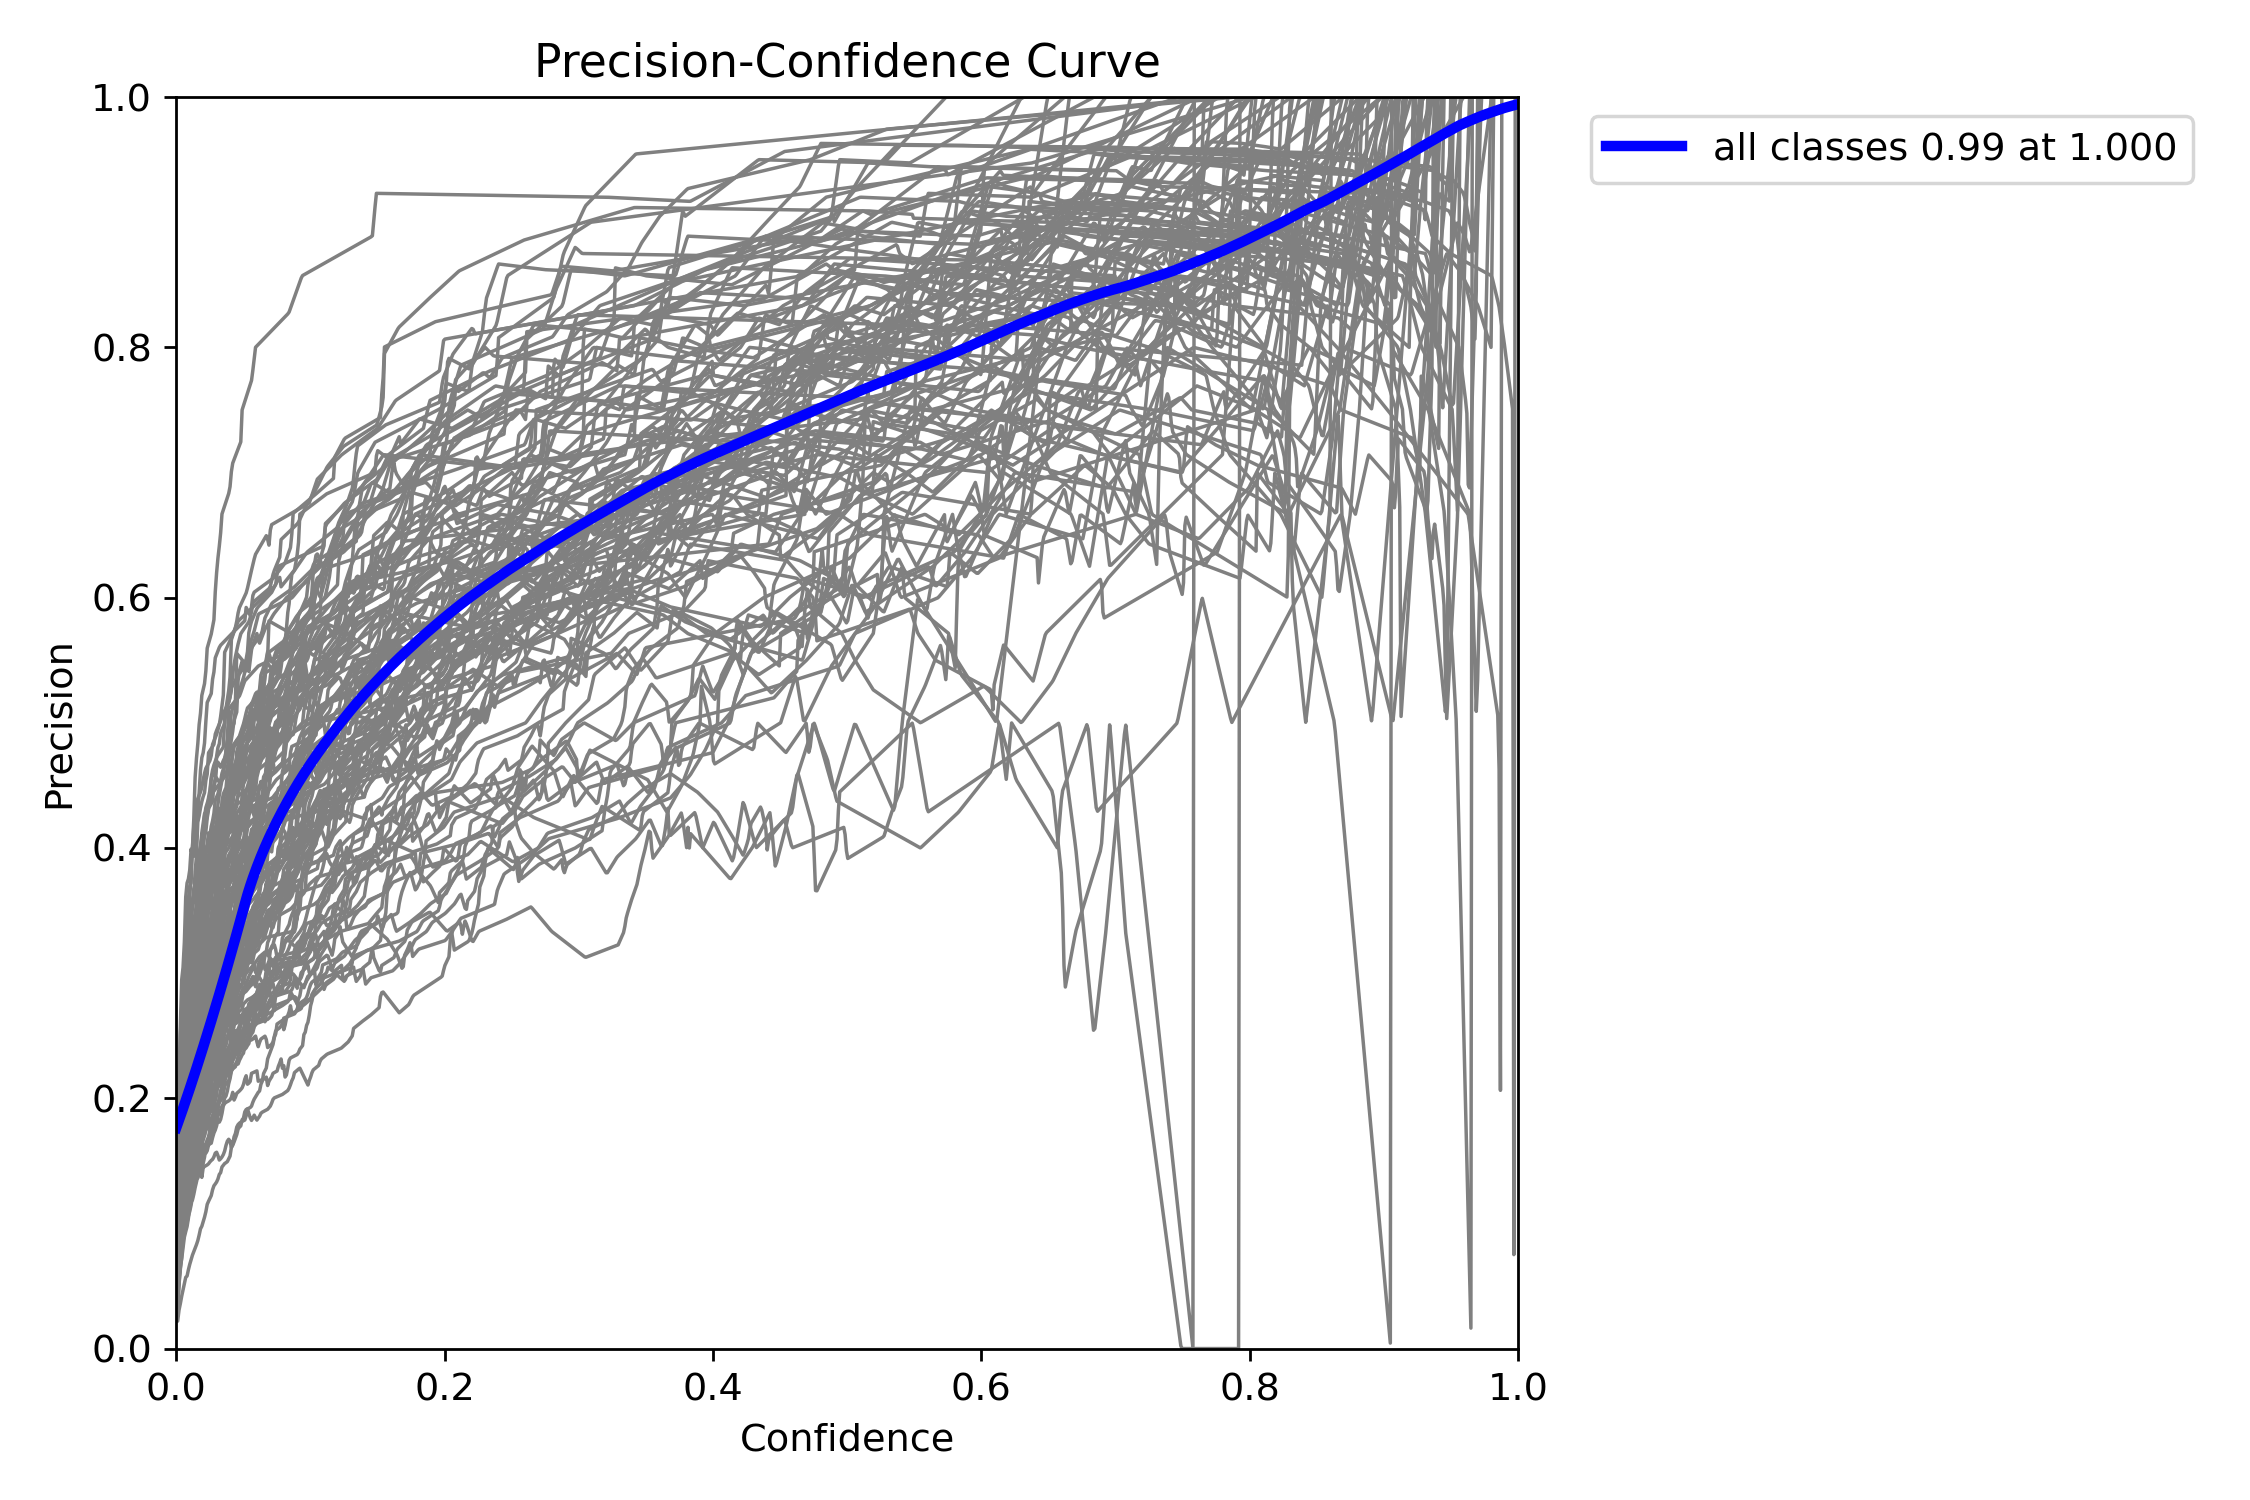 Precision-Confidence Curve
1.0
0.8
0.6
0.4
0.2
0.0
Precision
0.0 0.2 0.4 0.6 0.8 1.0
Confidence
all classes 0.99 at 1.000